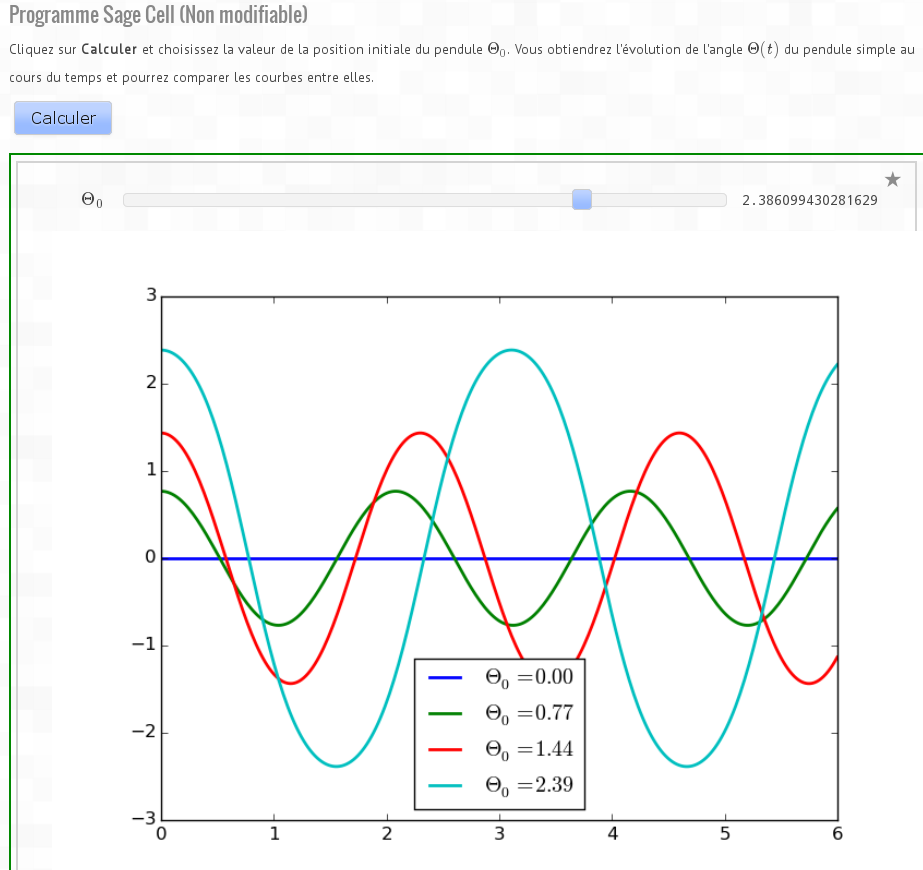 Programme Sage Cell (Non modifiable)
Cliquez sur Calculer et choisissez la valeur de la position initiale du pendule Θ₀. Vous obtiendrez l'évolution de l'angle Θ(t) du pendule simple au
cours du temps et pourrez comparer les courbes entre elles.
Calculer
★
Θ₀ 2.386099430281629
3
2
1
0
−1
−2
−3
Θ₀ =0.00
Θ₀ =0.77
Θ₀ =1.44
Θ₀ =2.39
0 1 2 3 4 5 6